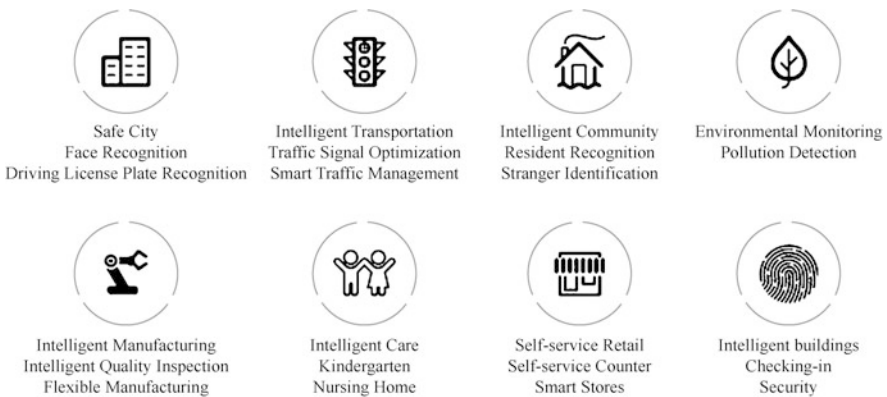 Safe City
Face Recognition
Driving License Plate Recognition
Intelligent Transportation
Traffic Signal Optimization
Smart Traffic Management
Intelligent Community
Resident Recognition
Stranger Identification
Environmental Monitoring
Pollution Detection
Intelligent Manufacturing
Intelligent Quality Inspection
Flexible Manufacturing
Intelligent Care
Kindergarten
Nursing Home
Self-service Retail
Self-service Counter
Smart Stores
Intelligent buildings
Checking-in
Security